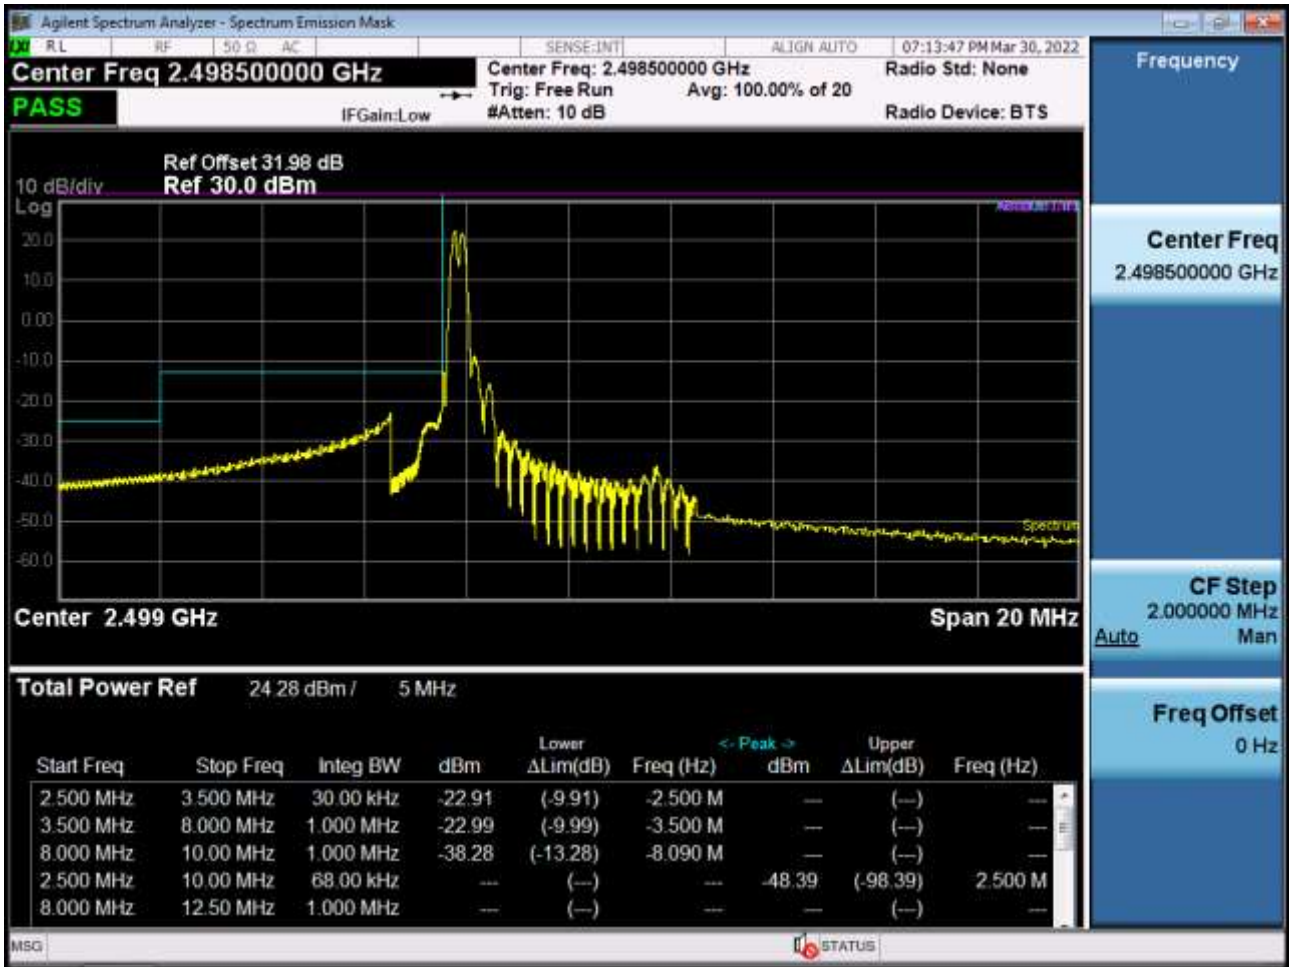 Agilent Spectrum Analyzer - Spectrum Emission Mask
RL RF 50 Ω AC SENSE:INT ALIGN AUTO 07:13:47 PM Mar 30, 2022
Center Freq 2.498500000 GHz Center Freq: 2.498500000 GHz Radio Std: None
PASS Trig: Free Run Avg: 100.00% of 20
IFGain:Low #Atten: 10 dB Radio Device: BTS
Ref Offset 31.98 dB
10 dB/div Ref 30.0 dBm
Log
20.0
10.0
0.00
-10.0
-20.0
-30.0
-40.0
-50.0
-60.0
Spectrum
Center 2.499 GHz Span 20 MHz
Total Power Ref 24.28 dBm / 5 MHz
Lower <- Peak -> Upper
Start Freq Stop Freq Integ BW dBm ΔLim(dB) Freq (Hz) dBm ΔLim(dB) Freq (Hz)
2.500 MHz 3.500 MHz 30.00 kHz -22.91 (-9.91) -2.500 M --- (---) ---
3.500 MHz 8.000 MHz 1.000 MHz -22.99 (-9.99) -3.500 M --- (---) ---
8.000 MHz 10.00 MHz 1.000 MHz -38.28 (-13.28) -8.090 M --- (---) ---
2.500 MHz 10.00 MHz 68.00 kHz --- (---) --- -48.39 (-98.39) 2.500 M
8.000 MHz 12.50 MHz 1.000 MHz --- (---) --- --- (---) ---
MSG STATUS
Frequency
Center Freq
2.498500000 GHz
CF Step
2.000000 MHz
Auto Man
Freq Offset
0 Hz